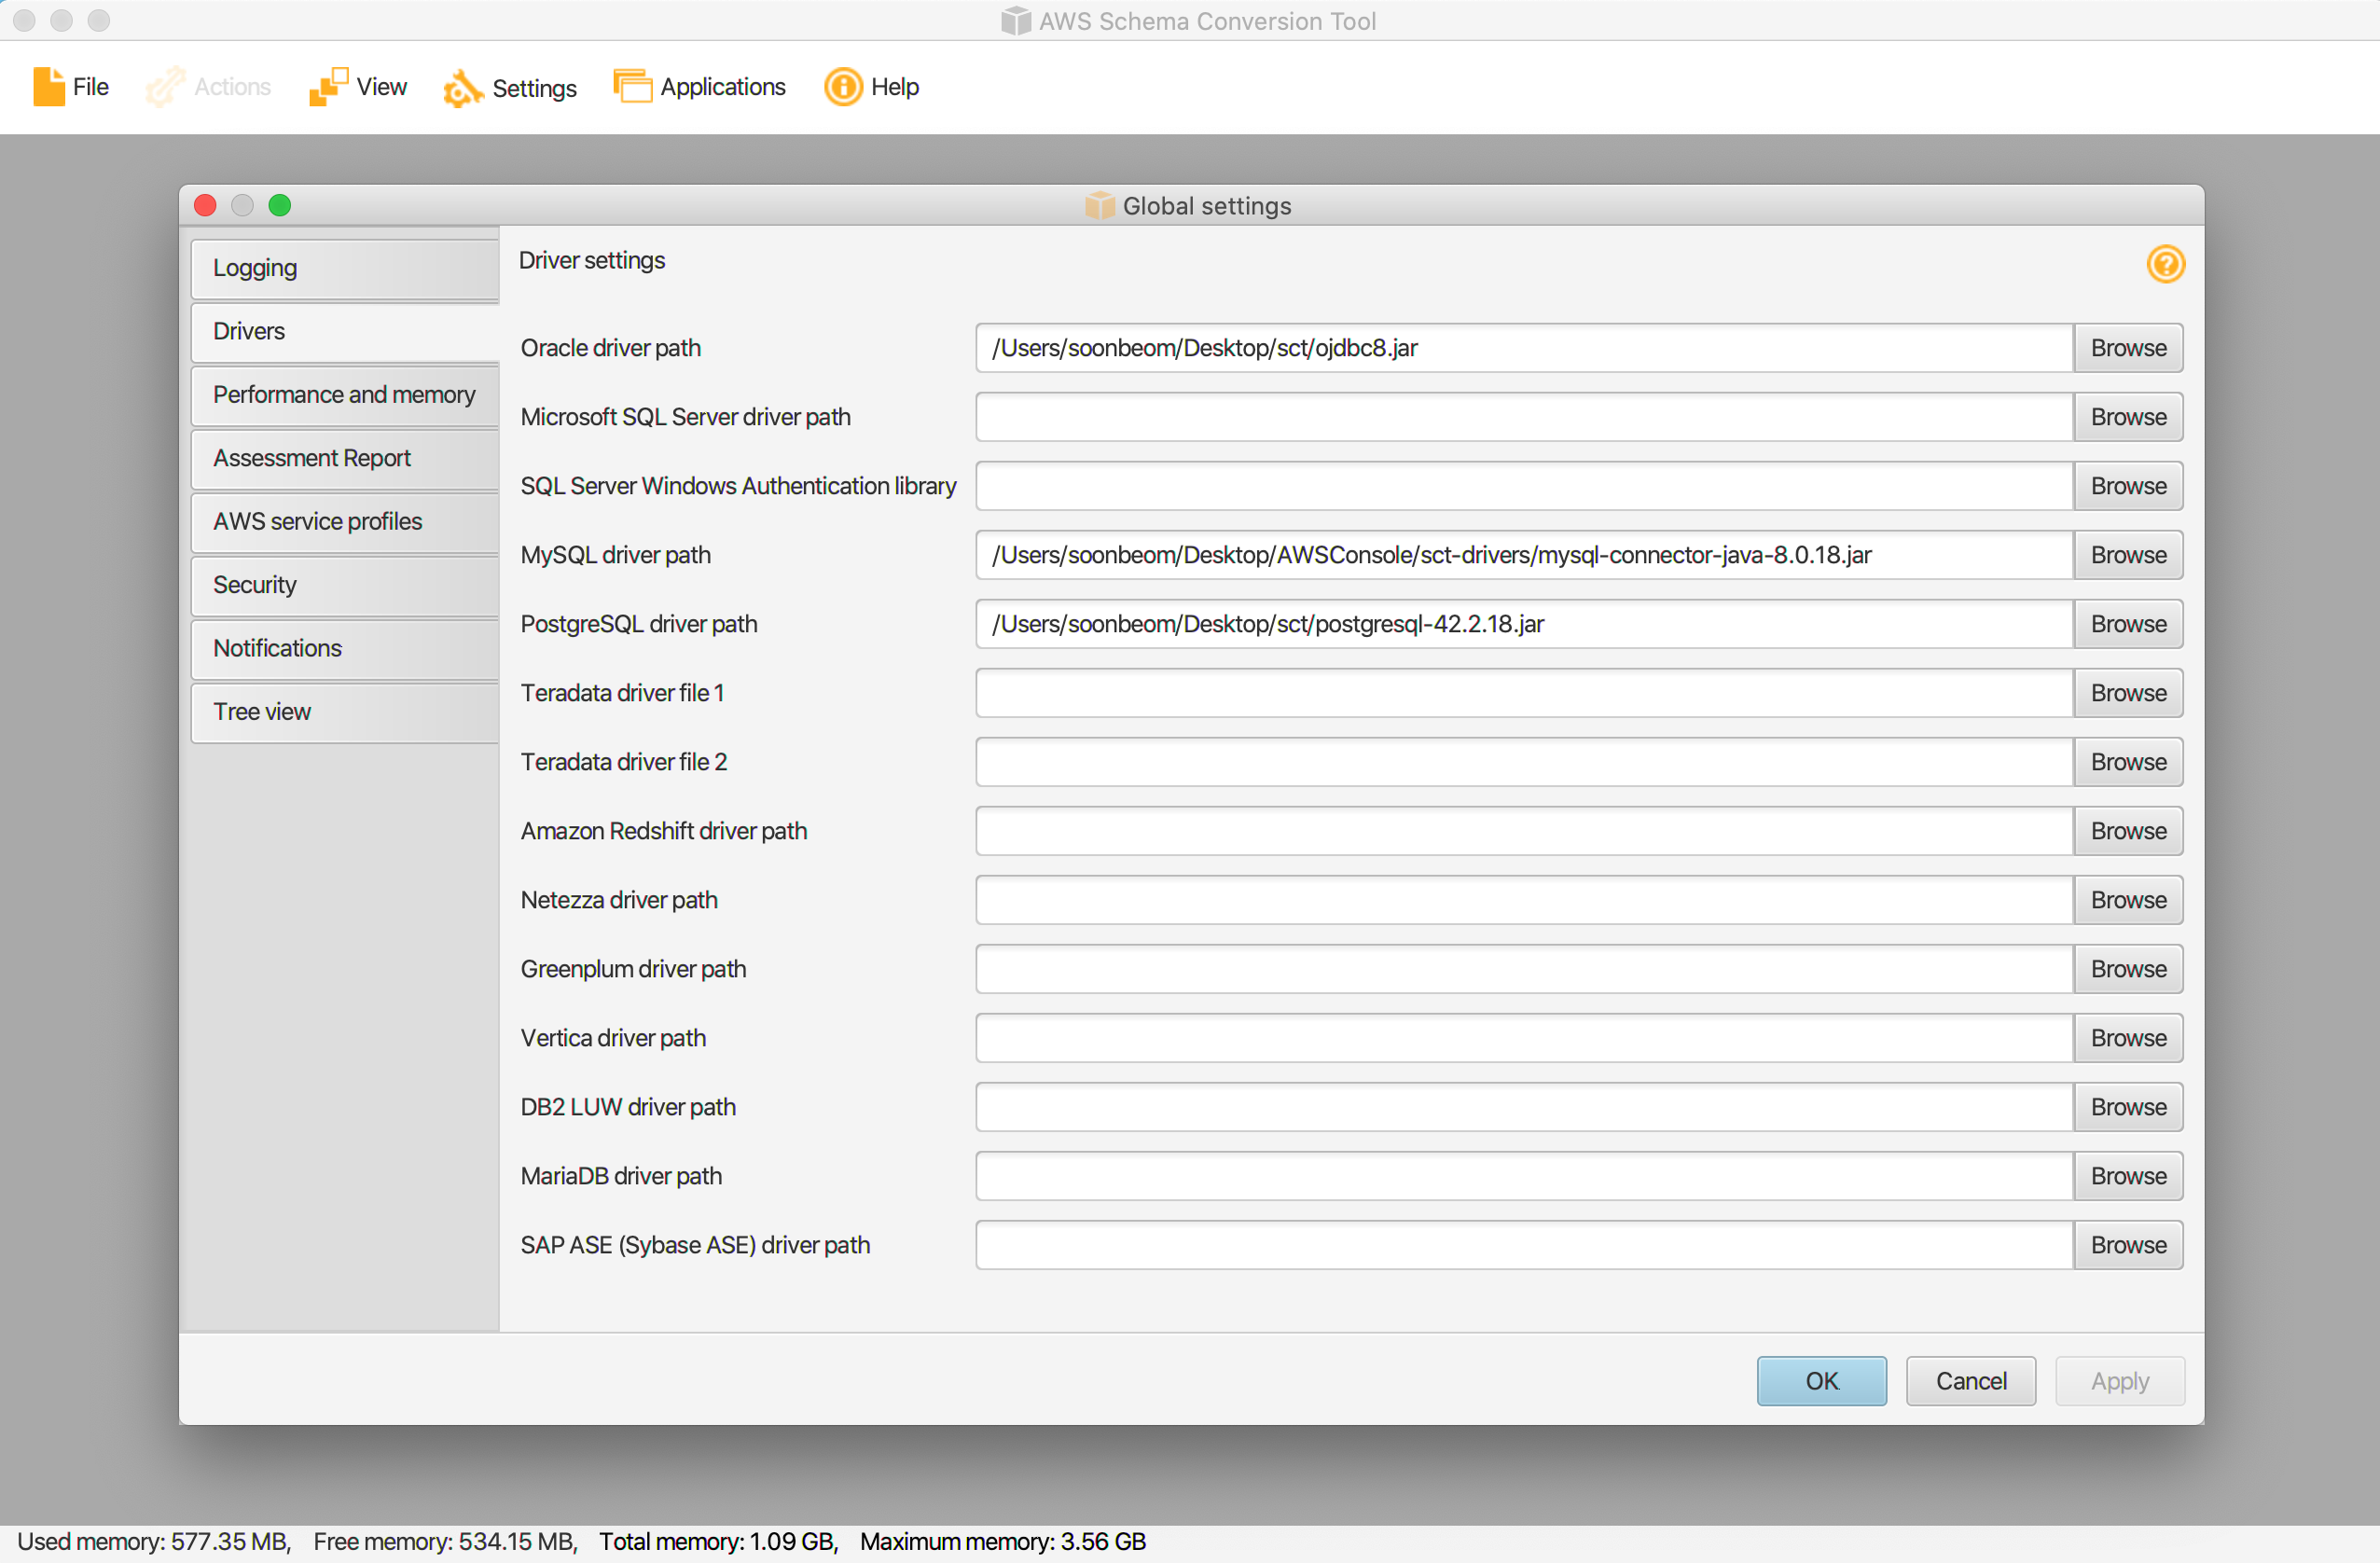 AWS Schema Conversion Tool
File Actions View Settings Applications Help
Global settings
Logging
Drivers
Performance and memory
Assessment Report
AWS service profiles
Security
Notifications
Tree view
Driver settings
Oracle driver path /Users/soonbeom/Desktop/sct/ojdbc8.jar Browse
Microsoft SQL Server driver path Browse
SQL Server Windows Authentication library Browse
MySQL driver path /Users/soonbeom/Desktop/AWSConsole/sct-drivers/mysql-connector-java-8.0.18.jar Browse
PostgreSQL driver path /Users/soonbeom/Desktop/sct/postgresql-42.2.18.jar Browse
Teradata driver file 1 Browse
Teradata driver file 2 Browse
Amazon Redshift driver path Browse
Netezza driver path Browse
Greenplum driver path Browse
Vertica driver path Browse
DB2 LUW driver path Browse
MariaDB driver path Browse
SAP ASE (Sybase ASE) driver path Browse
OK Cancel Apply
Used memory: 577.35 MB, Free memory: 534.15 MB, Total memory: 1.09 GB, Maximum memory: 3.56 GB